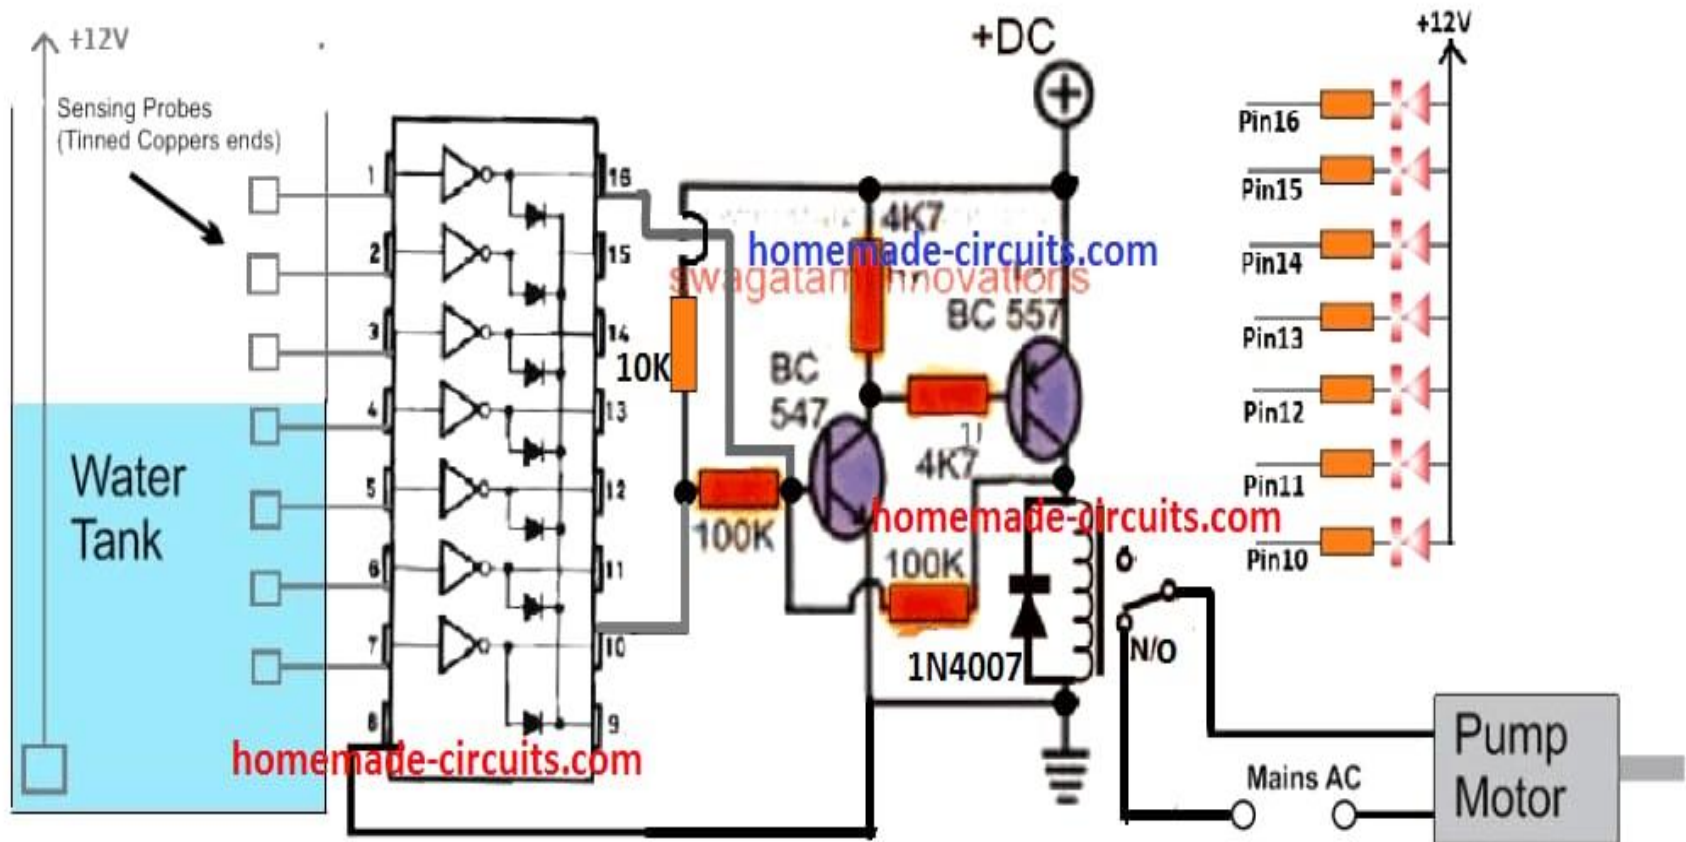 +12V
Sensing Probes
(Tinned Coppers ends)
Water
Tank
1
2
3
4
5
6
7
8
16
15
14
13
12
11
10
9
homemade-circuits.com
+DC
4K7
homemade-circuits.com
swagatam innovations
BC 557
10K
BC
547
4K7
100K
homemade-circuits.com
100K
1N4007
N/O
Mains AC
Pump
Motor
+12V
Pin16
Pin15
Pin14
Pin13
Pin12
Pin11
Pin10